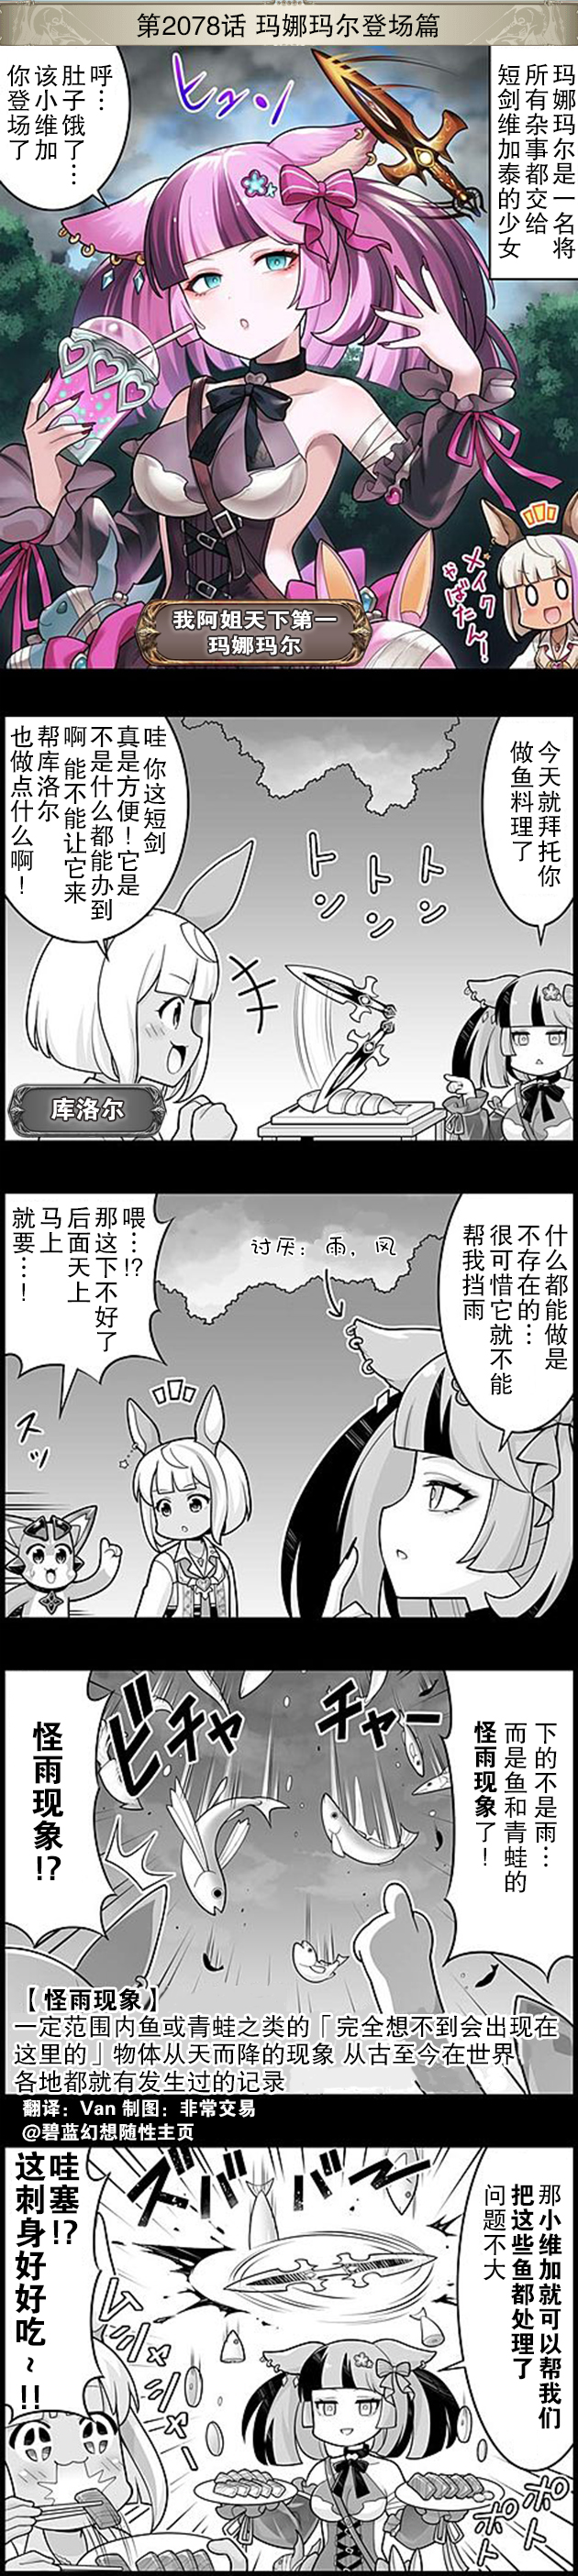 第2078话 玛娜玛尔登场篇
玛娜玛尔是一名将
所有杂事都交给
短剑维加泰的少女
ヒュン
呼…
肚子饿了…
该小维加
你登场了
メイク
やばたん!
我阿姐天下第一
玛娜玛尔
今天就拜托你
做鱼料理了
トン
トン
トン
哇 你这短剑
真是方便！它是
不是什么都能办到
啊 能不能让它来
帮库洛尔
也做点什么啊！
库洛尔
什么都能做是
不存在的…
很可惜它就不能
帮我挡雨
讨厌：雨，风
喂…!?
那这下不好了
后面天上
马上
就要…！
スッ
下的不是雨…
而是鱼和青蛙的
怪雨现象了！
ビチャ
チャー
怪雨现象!?
【怪雨现象】
一定范围内鱼或青蛙之类的「完全想不到会出现在
这里的」物体从天而降的现象 从古至今在世界
各地都就有发生过的记录
翻译：Van 制图：非常交易
@碧蓝幻想随性主页
那小维加就可以帮我们
把这些鱼都处理了
问题不大
ズババッ
哇塞!?
这刺身好好吃~!!
ポトポト